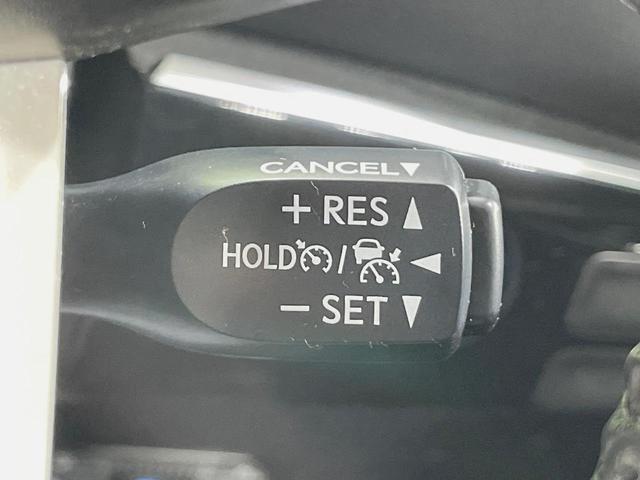 CANCEL▼
+ RES ▲
HOLD / ◀
− SET ▼